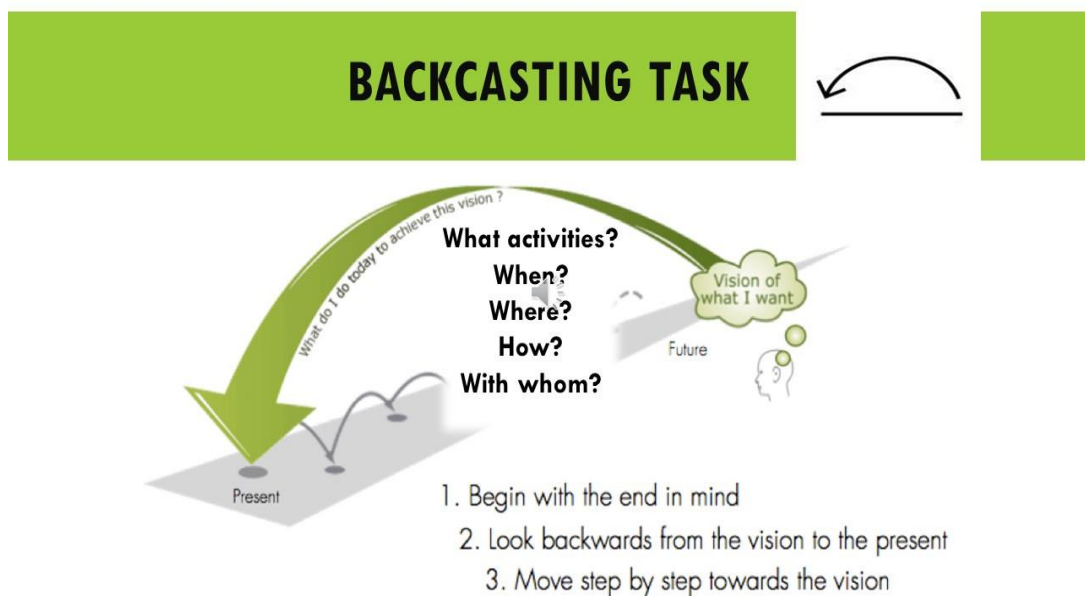 BACKCASTING TASK
What do I do today to achieve this vision ?
What activities?
When?
Where?
How?
With whom?
Vision of
what I want
Future
Present
1. Begin with the end in mind
2. Look backwards from the vision to the present
3. Move step by step towards the vision